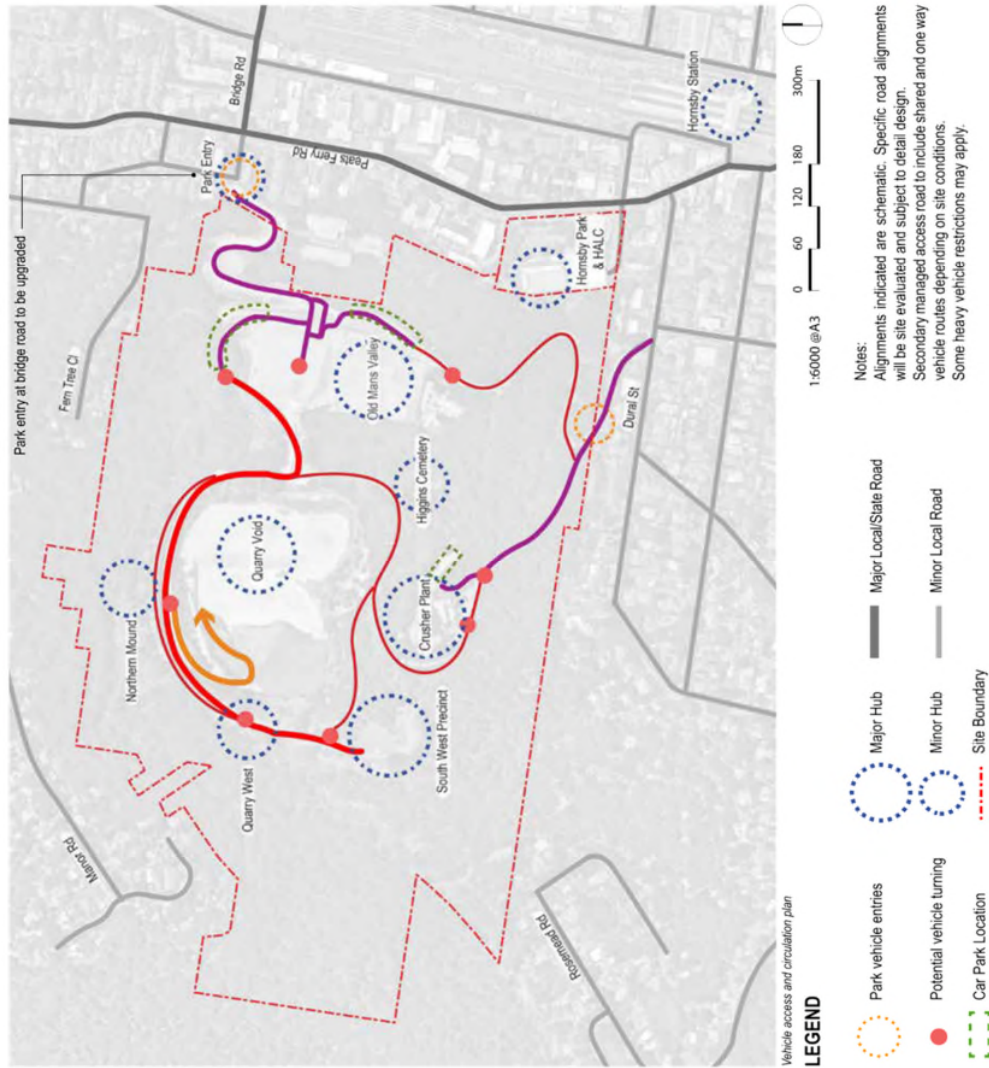 Park entry at bridge road to be upgraded
Manor Rd
Fern Tree Cl
Park Entry
Bridge Rd
Northern Mound
Peats Ferry Rd
Quarry West
Quarry Void
Old Mans Valley
Higgins Cemetery
Hornsby Park
& HALC
South West Precinct
Crusher Plant
Dural St
Hornsby Station
Rosemead Rd
Vehicle access and circulation plan
0 60 120 180 300m
1:6000 @A3
LEGEND
Park vehicle entries
Potential vehicle turning
Car Park Location
Major Hub
Minor Hub
Site Boundary
Major Local/State Road
Minor Local Road
Notes:
Alignments indicated are schematic. Specific road alignments
will be site evaluated and subject to detail design.
Secondary managed access road to include shared and one way
vehicle routes depending on site conditions.
Some heavy vehicle restrictions may apply.